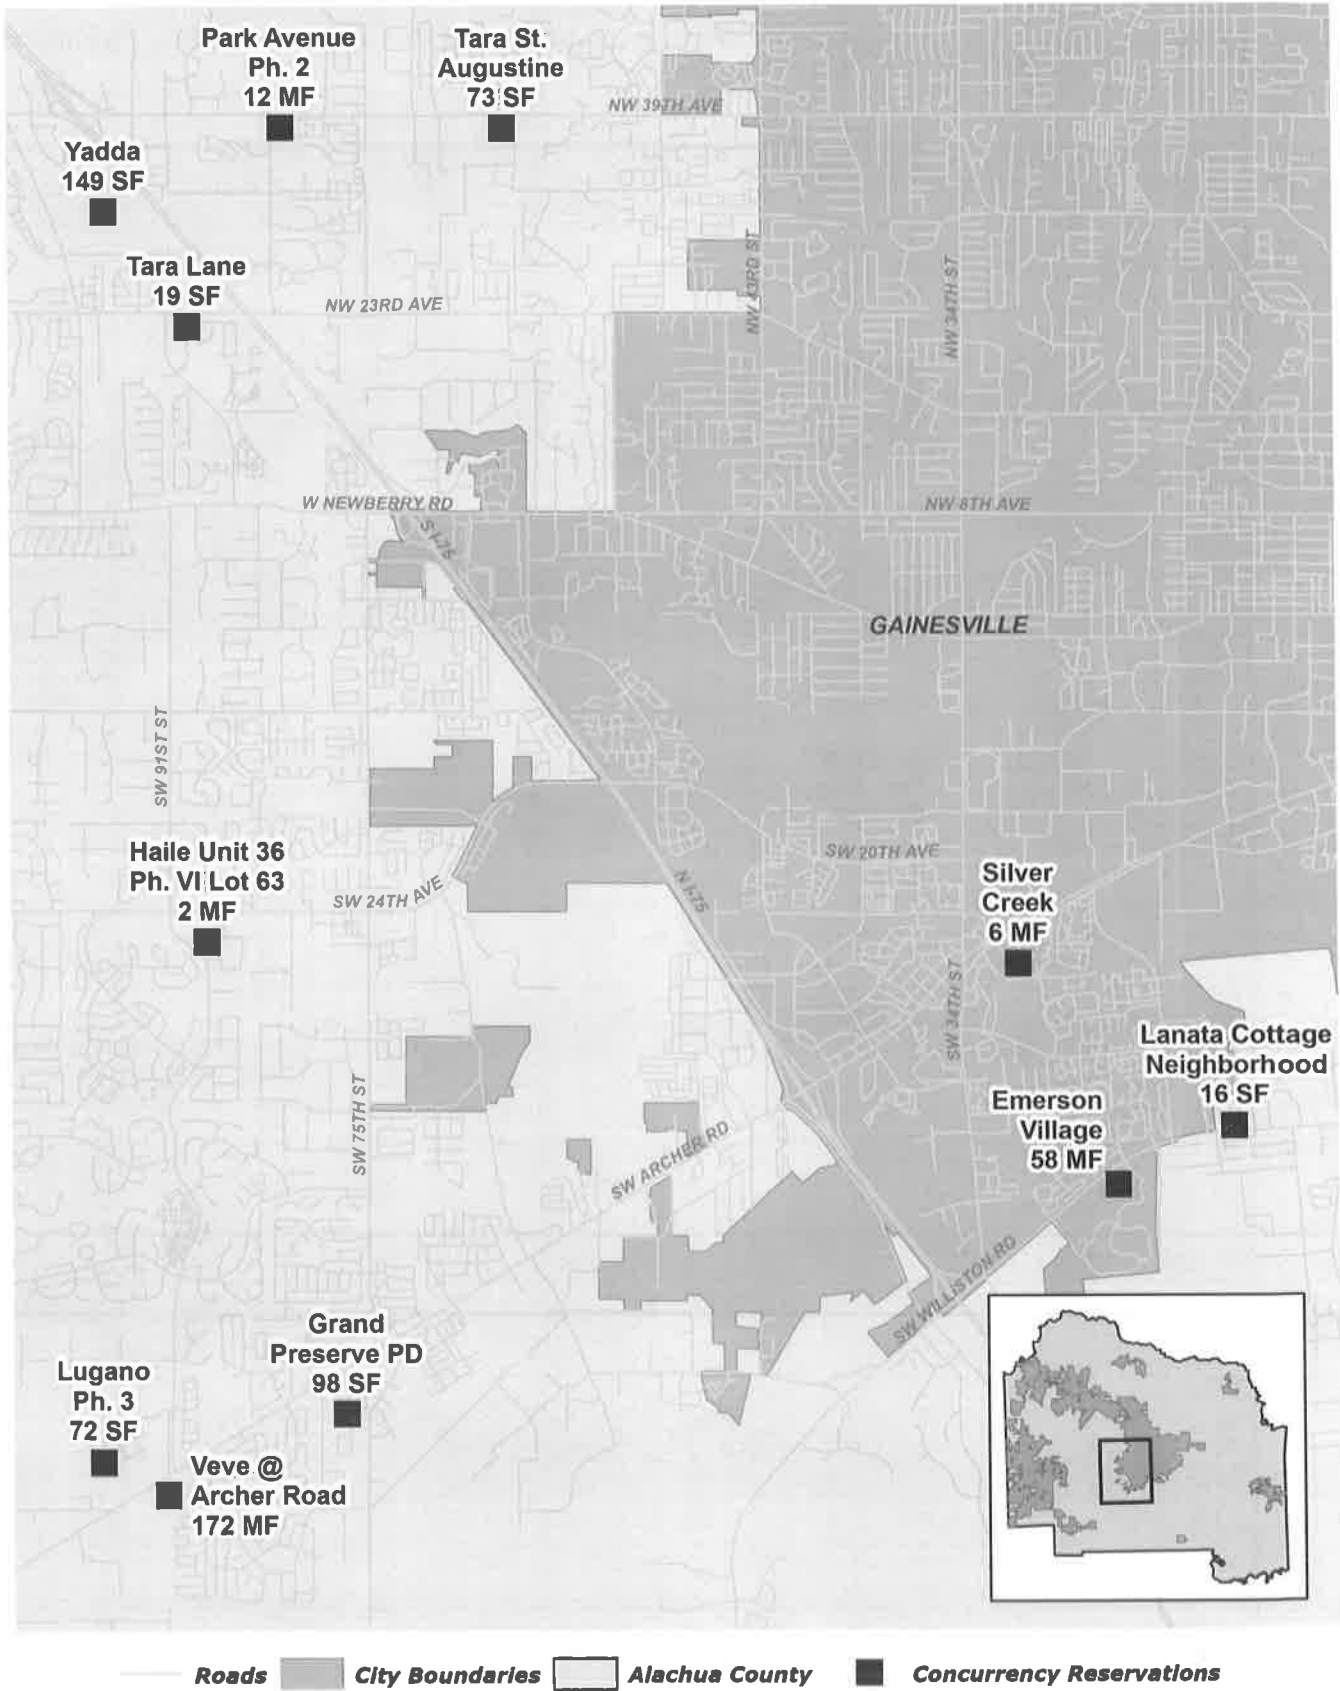 Park Avenue
Ph. 2
12 MF
Tara St.
Augustine
73 SF
NW 39TH AVE
Yadda
149 SF
Tara Lane
19 SF
NW 23RD AVE
NW 43RD ST
NW 34TH ST
W NEWBERRY RD
NW 8TH AVE
S I-75
GAINESVILLE
SW 91ST ST
Haile Unit 36
Ph. VI Lot 63
2 MF
SW 24TH AVE
N I-75
SW 20TH AVE
Silver
Creek
6 MF
SW 34TH ST
Lanata Cottage
Neighborhood
16 SF
SW 75TH ST
Emerson
Village
58 MF
SW ARCHER RD
SW WILLISTON RD
Grand
Preserve PD
98 SF
Lugano
Ph. 3
72 SF
Veve @
Archer Road
172 MF
Roads
City Boundaries
Alachua County
Concurrency Reservations